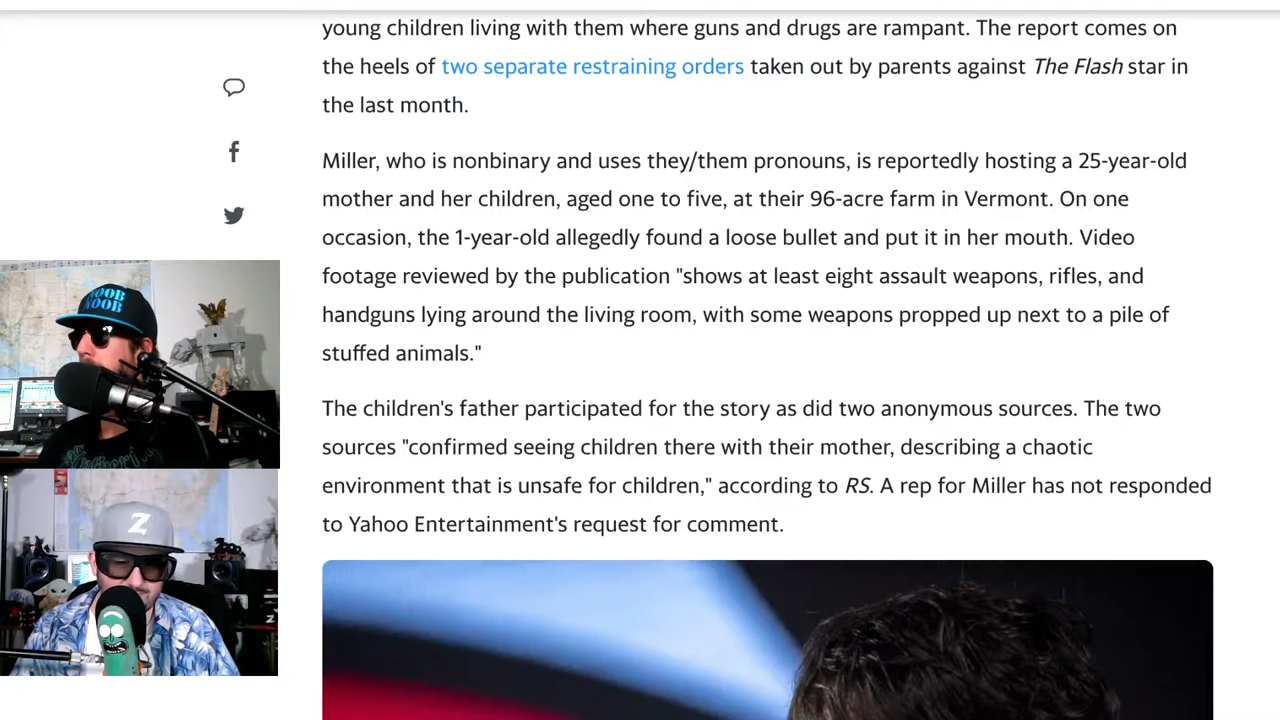 young children living with them where guns and drugs are rampant. The report comes on
the heels of two separate restraining orders taken out by parents against The Flash star in
the last month.
Miller, who is nonbinary and uses they/them pronouns, is reportedly hosting a 25-year-old
mother and her children, aged one to five, at their 96-acre farm in Vermont. On one
occasion, the 1-year-old allegedly found a loose bullet and put it in her mouth. Video
footage reviewed by the publication "shows at least eight assault weapons, rifles, and
handguns lying around the living room, with some weapons propped up next to a pile of
stuffed animals."
The children's father participated for the story as did two anonymous sources. The two
sources "confirmed seeing children there with their mother, describing a chaotic
environment that is unsafe for children," according to RS. A rep for Miller has not responded
to Yahoo Entertainment's request for comment.
NOOB
NOOB
Z